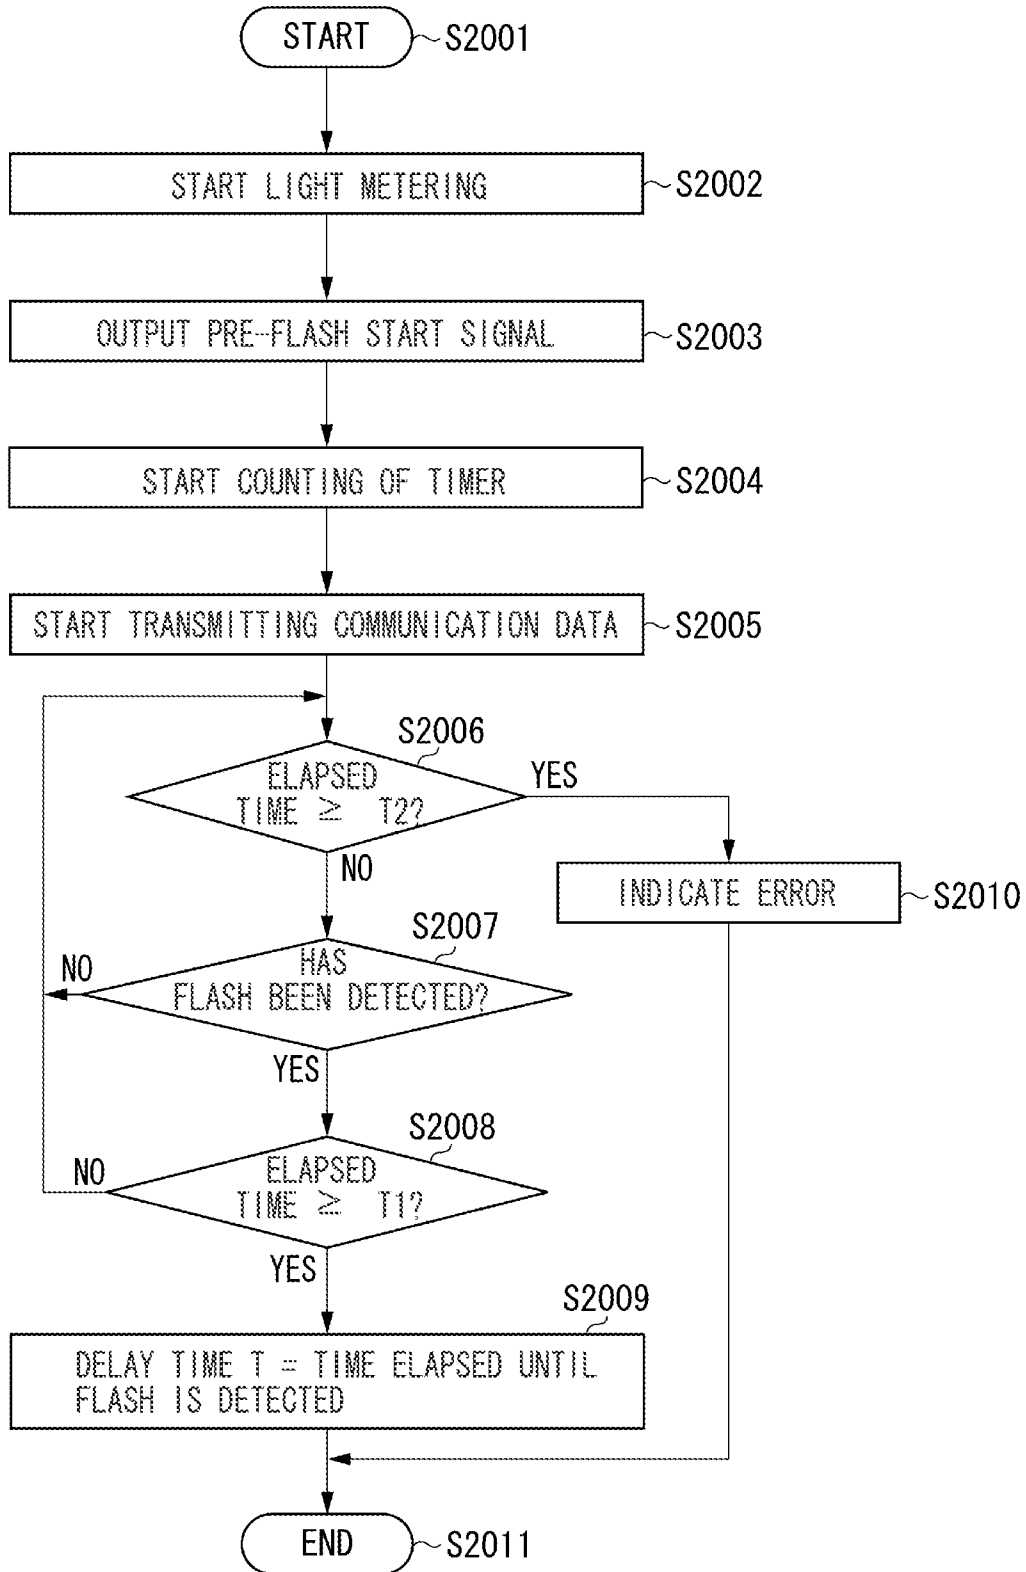 START
S2001
START LIGHT METERING
S2002
OUTPUT PRE-FLASH START SIGNAL
S2003
START COUNTING OF TIMER
S2004
START TRANSMITTING COMMUNICATION DATA
S2005
S2006
ELAPSED
TIME ≧ T2?
YES
NO
INDICATE ERROR
S2010
S2007
HAS
FLASH BEEN DETECTED?
NO
YES
S2008
ELAPSED
TIME ≧ T1?
NO
YES
S2009
DELAY TIME T = TIME ELAPSED UNTIL
FLASH IS DETECTED
END
S2011